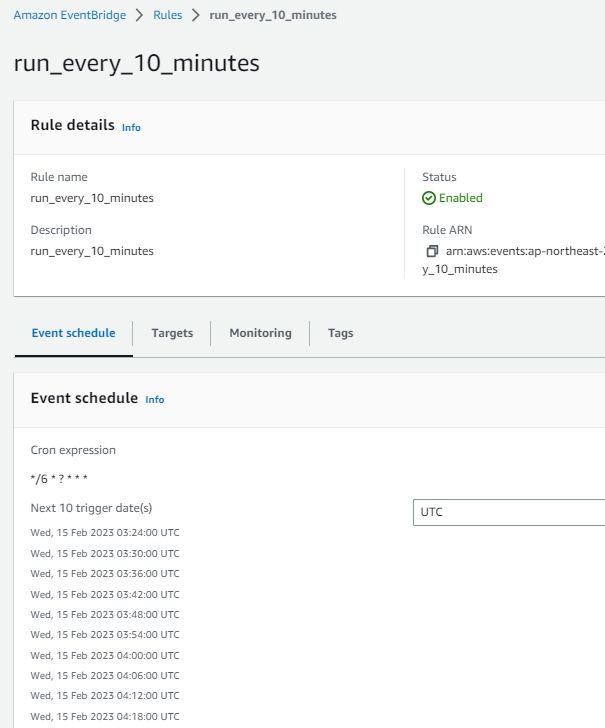 Amazon EventBridge > Rules > run_every_10_minutes
run_every_10_minutes
Rule details Info
Rule name
run_every_10_minutes
Description
run_every_10_minutes
Status
Enabled
Rule ARN
arn:aws:events:ap-northeast-
y_10_minutes
Event schedule
Targets
Monitoring
Tags
Event schedule Info
Cron expression
*/6 * ? * * *
Next 10 trigger date(s)
UTC
Wed, 15 Feb 2023 03:24:00 UTC
Wed, 15 Feb 2023 03:30:00 UTC
Wed, 15 Feb 2023 03:36:00 UTC
Wed, 15 Feb 2023 03:42:00 UTC
Wed, 15 Feb 2023 03:48:00 UTC
Wed, 15 Feb 2023 03:54:00 UTC
Wed, 15 Feb 2023 04:00:00 UTC
Wed, 15 Feb 2023 04:06:00 UTC
Wed, 15 Feb 2023 04:12:00 UTC
Wed, 15 Feb 2023 04:18:00 UTC